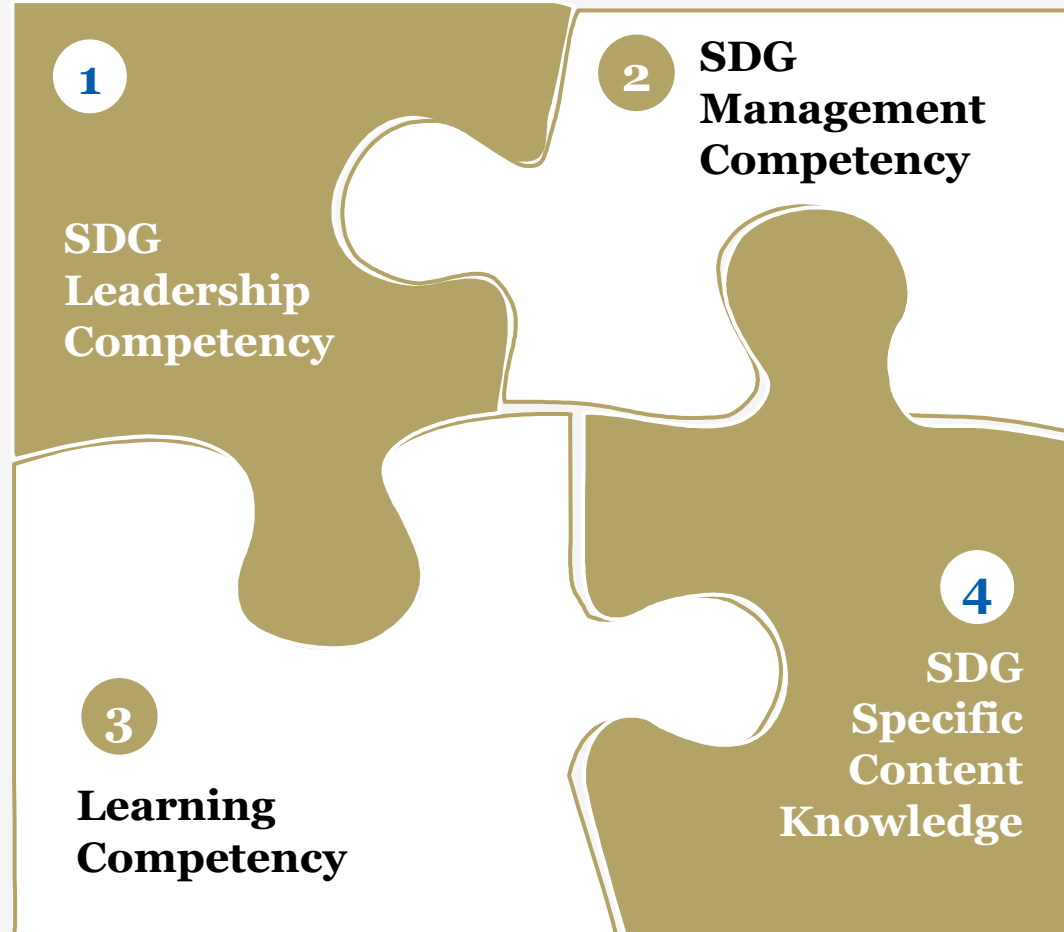 1
SDG
Leadership
Competency
2
SDG
Management
Competency
3
Learning
Competency
4
SDG
Specific
Content
Knowledge